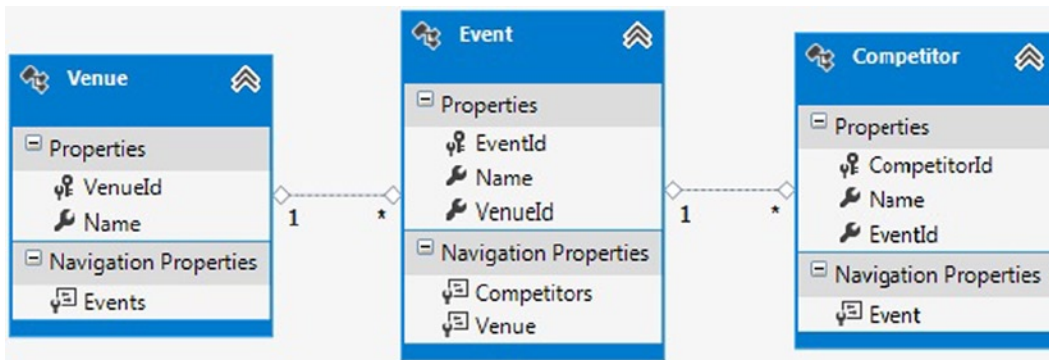 Venue
Properties
VenueId
Name
Navigation Properties
Events
1
*
Event
Properties
EventId
Name
VenueId
Navigation Properties
Competitors
Venue
1
*
Competitor
Properties
CompetitorId
Name
EventId
Navigation Properties
Event